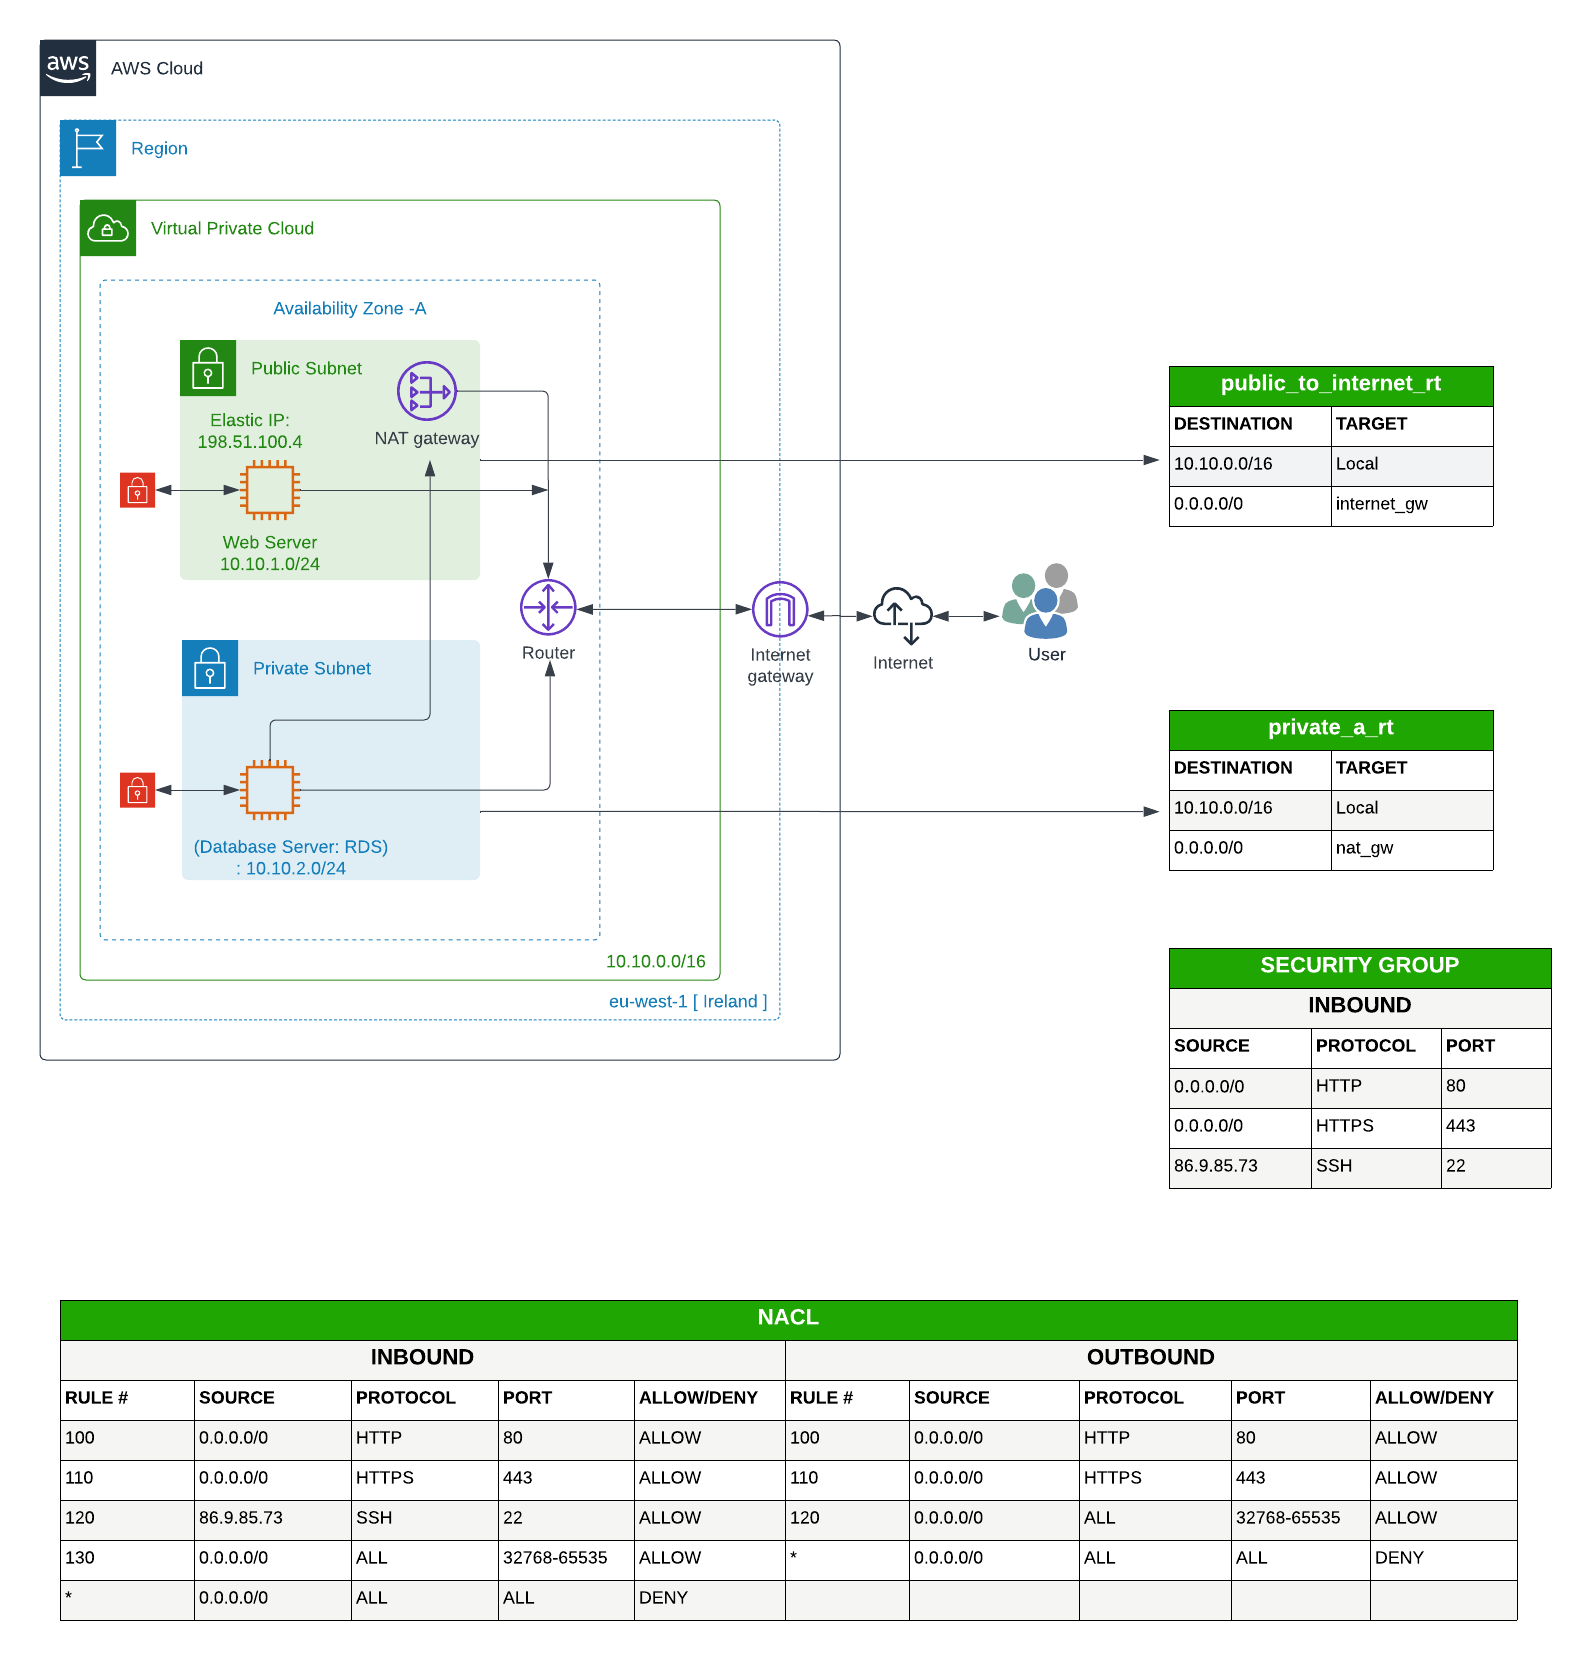 aws
AWS Cloud
Region
Virtual Private Cloud
Availability Zone -A
Public Subnet
Elastic IP:
198.51.100.4
NAT gateway
Web Server
10.10.1.0/24
Private Subnet
Router
Internet
gateway
Internet
User
(Database Server: RDS)
: 10.10.2.0/24
10.10.0.0/16
eu-west-1 [ Ireland ]
public_to_internet_rt
DESTINATION TARGET
10.10.0.0/16 Local
0.0.0.0/0 internet_gw
private_a_rt
DESTINATION TARGET
10.10.0.0/16 Local
0.0.0.0/0 nat_gw
SECURITY GROUP
INBOUND
SOURCE PROTOCOL PORT
0.0.0.0/0 HTTP 80
0.0.0.0/0 HTTPS 443
86.9.85.73 SSH 22
NACL
INBOUND OUTBOUND
RULE # SOURCE PROTOCOL PORT ALLOW/DENY RULE # SOURCE PROTOCOL PORT ALLOW/DENY
100 0.0.0.0/0 HTTP 80 ALLOW 100 0.0.0.0/0 HTTP 80 ALLOW
110 0.0.0.0/0 HTTPS 443 ALLOW 110 0.0.0.0/0 HTTPS 443 ALLOW
120 86.9.85.73 SSH 22 ALLOW 120 0.0.0.0/0 ALL 32768-65535 ALLOW
130 0.0.0.0/0 ALL 32768-65535 ALLOW * 0.0.0.0/0 ALL ALL DENY
* 0.0.0.0/0 ALL ALL DENY